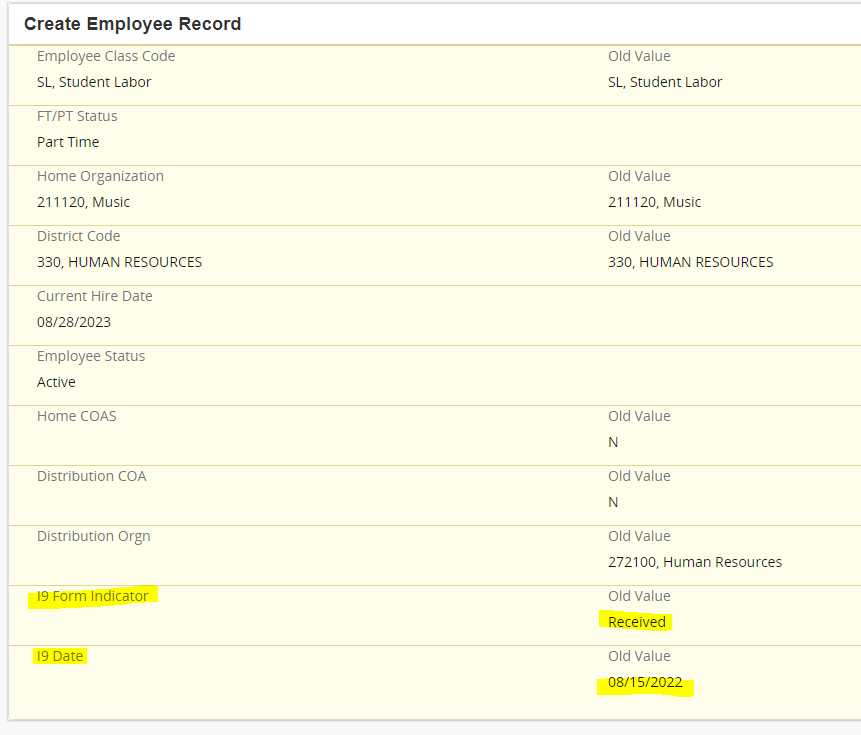 Create Employee Record
Employee Class Code Old Value
SL, Student Labor SL, Student Labor
FT/PT Status
Part Time
Home Organization Old Value
211120, Music 211120, Music
District Code Old Value
330, HUMAN RESOURCES 330, HUMAN RESOURCES
Current Hire Date
08/28/2023
Employee Status
Active
Home COAS Old Value
N
Distribution COA Old Value
N
Distribution Orgn Old Value
272100, Human Resources
I9 Form Indicator Old Value
Received
I9 Date Old Value
08/15/2022